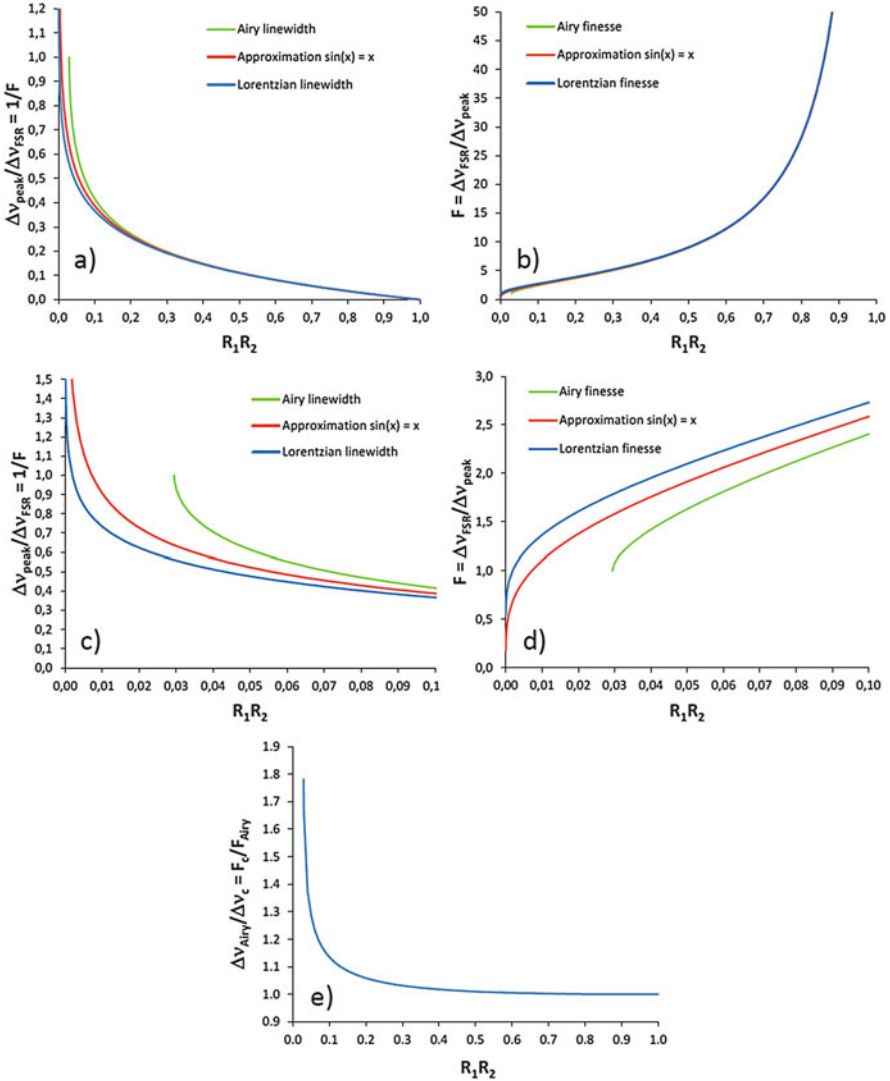 Δν_peak/Δν_FSR = 1/F
1,2
1,1
1,0
0,9
0,8
0,7
0,6
0,5
0,4
0,3
0,2
0,1
0,0
Airy linewidth
Approximation sin(x) = x
Lorentzian linewidth
a)
0,0 0,1 0,2 0,3 0,4 0,5 0,6 0,7 0,8 0,9 1,0
R₁R₂
F = Δν_FSR/Δν_peak
50
45
40
35
30
25
20
15
10
5
0
Airy finesse
Approximation sin(x) = x
Lorentzian finesse
b)
0,0 0,1 0,2 0,3 0,4 0,5 0,6 0,7 0,8 0,9 1,0
R₁R₂
Δν_peak/Δν_FSR = 1/F
1,5
1,4
1,3
1,2
1,1
1,0
0,9
0,8
0,7
0,6
0,5
0,4
0,3
0,2
0,1
0,0
Airy linewidth
Approximation sin(x) = x
Lorentzian linewidth
c)
0,00 0,01 0,02 0,03 0,04 0,05 0,06 0,07 0,08 0,09 0,1
R₁R₂
F = Δν_FSR/Δν_peak
3,0
2,5
2,0
1,5
1,0
0,5
0,0
Airy finesse
Approximation sin(x) = x
Lorentzian finesse
d)
0,00 0,01 0,02 0,03 0,04 0,05 0,06 0,07 0,08 0,09 0,10
R₁R₂
Δν_Airy/Δν_c = F_c/F_Airy
1.9
1.8
1.7
1.6
1.5
1.4
1.3
1.2
1.1
1.0
0.9
e)
0.0 0.1 0.2 0.3 0.4 0.5 0.6 0.7 0.8 0.9 1.0
R₁R₂